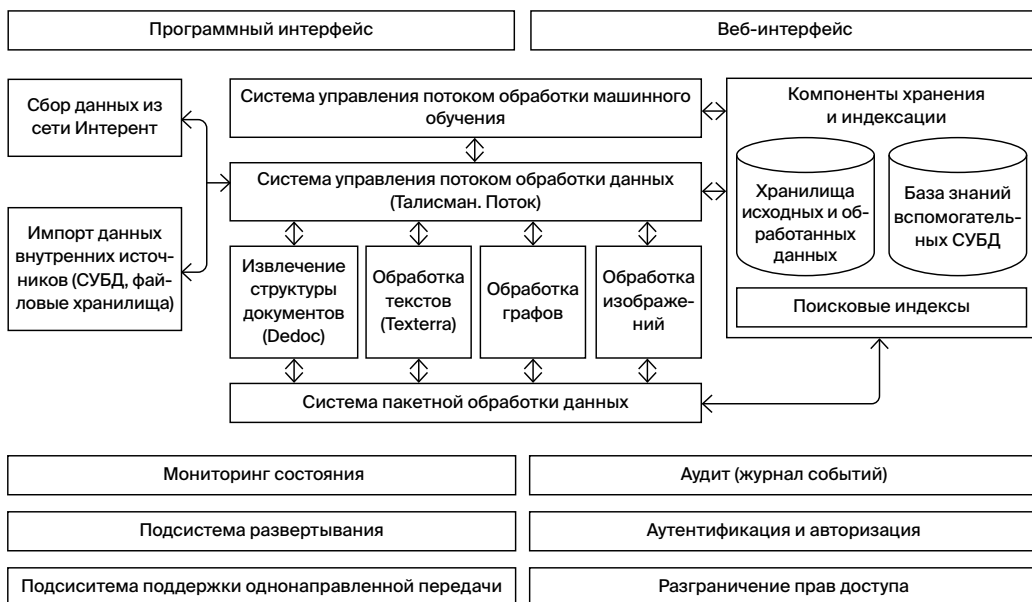 Программный интерфейс
Веб-интерфейс
Сбор данных из
сети Интерент
Импорт данных
внутренних источ-
ников (СУБД, фай-
ловые хранилища)
Система управления потоком обработки машинного
обучения
Система управления потоком обработки данных
(Талисман. Поток)
Извлечение
структуры
документов
(Dedoc)
Обработка
текстов
(Texterra)
Обработка
графов
Обработка
изображе-
ний
Система пакетной обработки данных
Компоненты хранения
и индексации
Хранилища
исходных и об-
работанных
данных
База знаний
вспомогатель-
ных СУБД
Поисковые индексы
Мониторинг состояния
Аудит (журнал событий)
Подсистема развертывания
Аутентификация и авторизация
Подсиситема поддержки однонаправленной передачи
Разграничение прав доступа